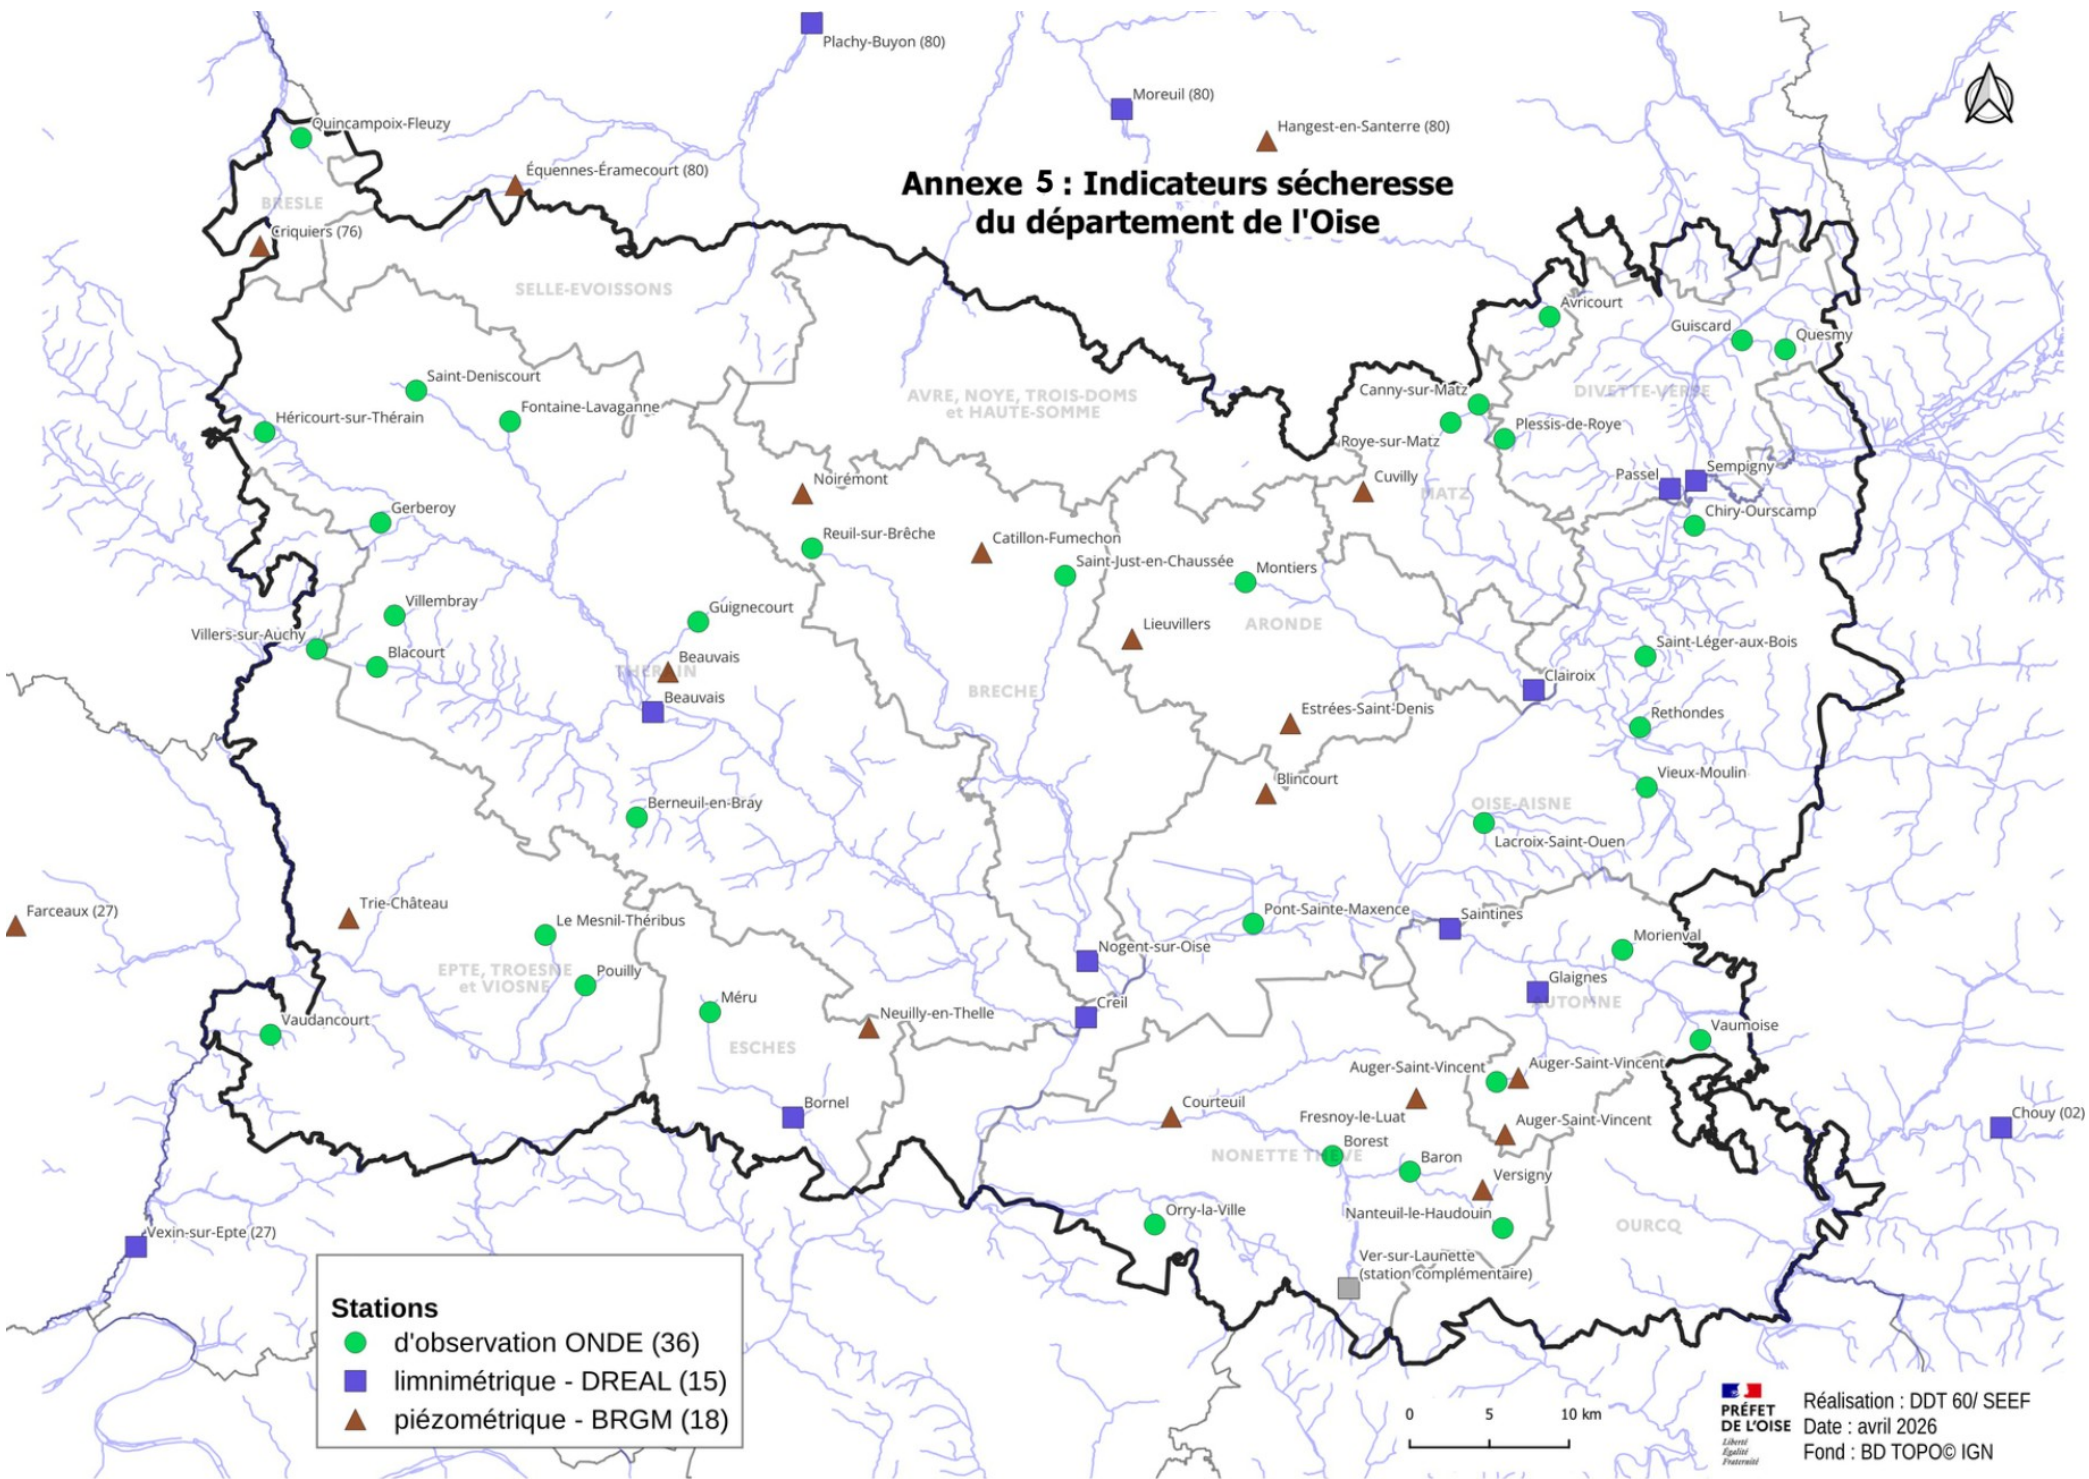 Plachy-Buyon (80)
Moreuil (80)
Quincampoix-Fleuzy
Hangest-en-Santerre (80)
Équennes-Éramecourt (80)
Annexe 5 : Indicateurs sécheresse
du département de l'Oise
BRESLE
Criquiers (76)
SELLE-EVOISSONS
Avricourt
Guiscard
Quesmy
Saint-Deniscourt
Canny-sur-Matz
DIVETTE-VERSE
AVRE, NOYE, TROIS-DOMS
et HAUTE-SOMME
Fontaine-Lavaganne
Héricourt-sur-Thérain
Plessis-de-Roye
Roye-sur-Matz
Sempigny
Passel
Noirémont
Cuvilly
MATZ
Gerberoy
Chiry-Ourscamp
Reuil-sur-Brêche
Catillon-Fumechon
Saint-Just-en-Chaussée
Montiers
Villembray
Guignecourt
Lieuvillers
ARONDE
Villers-sur-Auchy
Saint-Léger-aux-Bois
Blacourt
Beauvais
THERAIN
Clairoix
BRECHE
Beauvais
Estrées-Saint-Denis
Rethondes
Vieux-Moulin
Blincourt
Berneuil-en-Bray
OISE-AISNE
Lacroix-Saint-Ouen
Trie-Château
Farceaux (27)
Le Mesnil-Théribus
Pont-Sainte-Maxence
Saintines
Morienval
Nogent-sur-Oise
EPTE, TROESNE
et VIOSNE
Pouilly
Glaignes
Méru
Creil
AUTOMNE
Neuilly-en-Thelle
Vaudancourt
Vaumoise
ESCHES
Auger-Saint-Vincent
Auger-Saint-Vincent
Bornel
Courteuil
Fresnoy-le-Luat
Auger-Saint-Vincent
Chouy (02)
Borest
NONETTE THEVE
Baron
Versigny
Orry-la-Ville
Nanteuil-le-Haudouin
OURCQ
Vexin-sur-Epte (27)
Ver-sur-Launette
(station complémentaire)
Stations
d'observation ONDE (36)
limnimétrique - DREAL (15)
piézométrique - BRGM (18)
0 5 10 km
PRÉFET
DE L'OISE
Liberté
Égalité
Fraternité
Réalisation : DDT 60/ SEEF
Date : avril 2026
Fond : BD TOPO© IGN